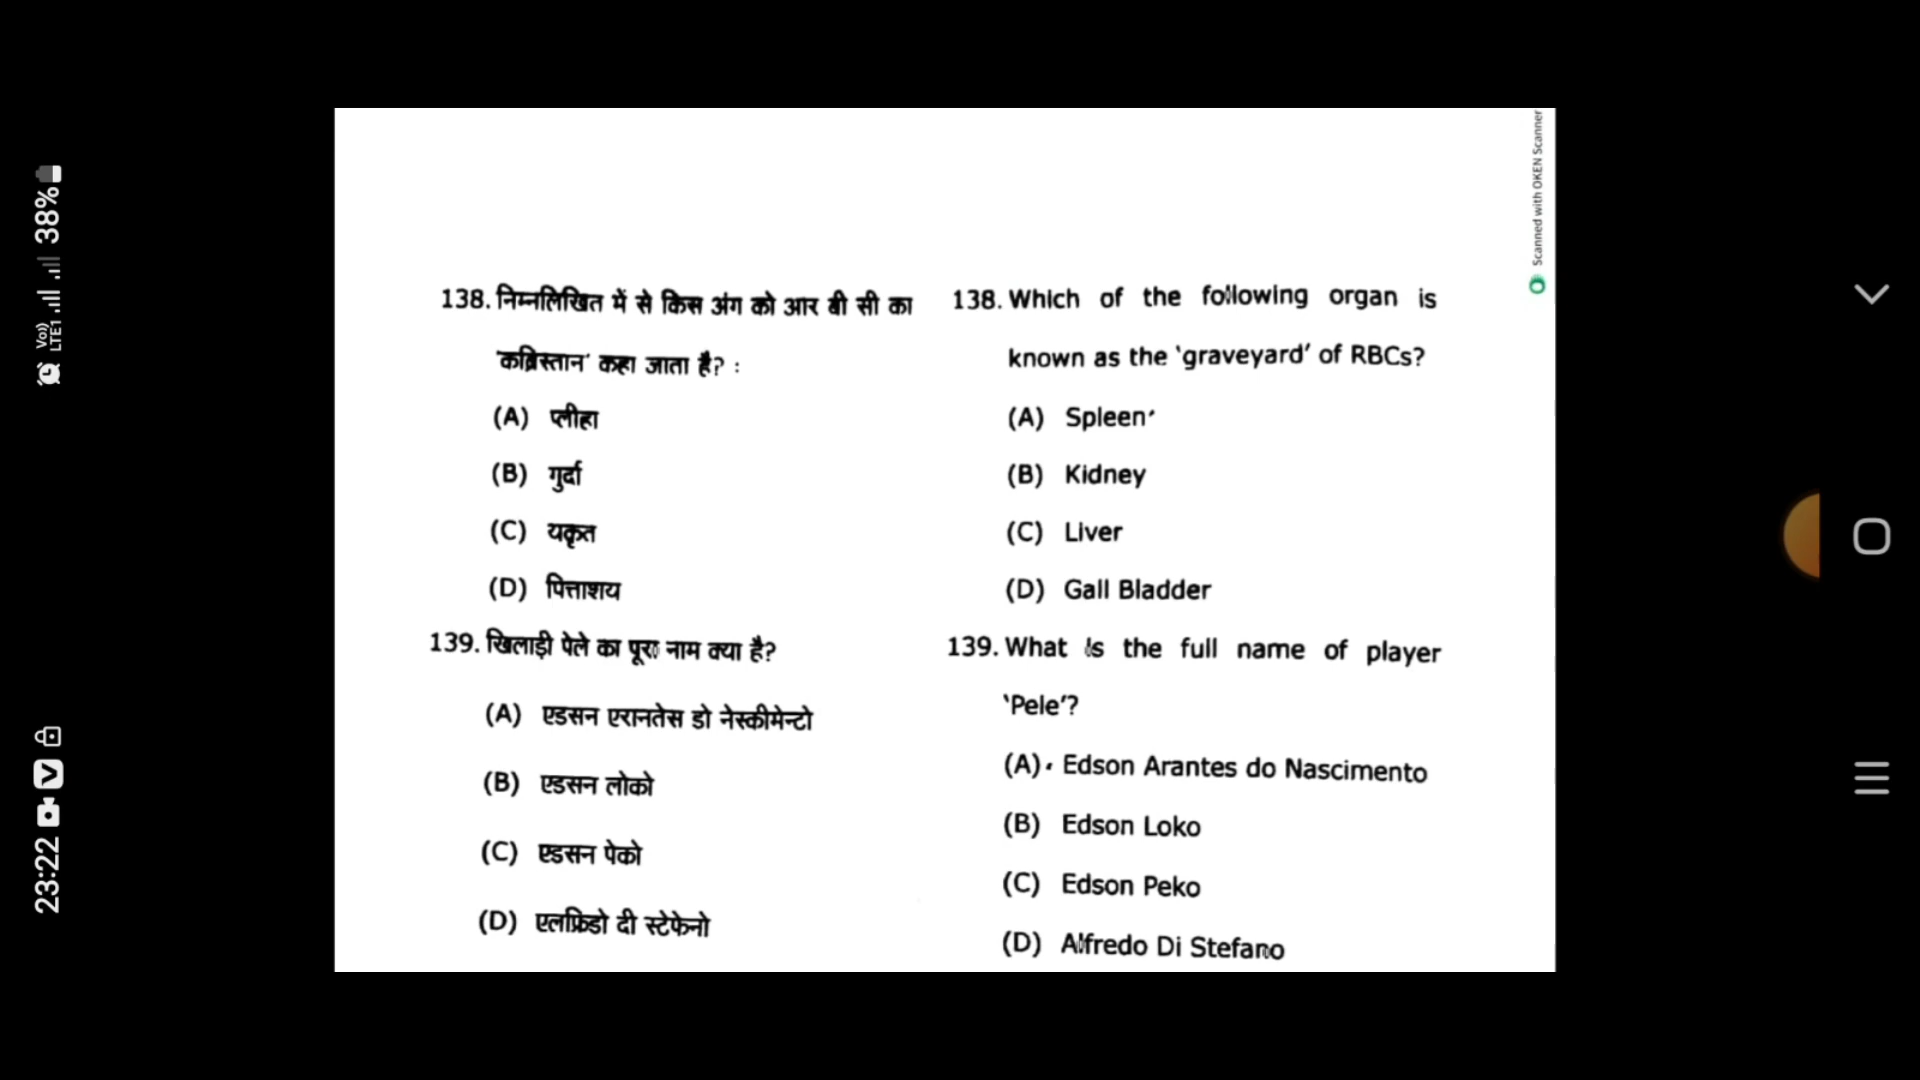 138. निम्नलिखित में से किस अंग को आर बी सी का
'कब्रिस्तान' कहा जाता है? :
(A) प्लीहा
(B) गुर्दा
(C) यकृत
(D) पित्ताशय
139. खिलाड़ी पेले का पूरा नाम क्या है?
(A) एडसन एरानतेस डो नेस्कीमेन्टो
(B) एडसन लोको
(C) एडसन पेको
(D) एलफ्रिडो दी स्टेफेनो
138. Which of the following organ is
known as the 'graveyard' of RBCs?
(A) Spleen
(B) Kidney
(C) Liver
(D) Gall Bladder
139. What is the full name of player
'Pele'?
(A) Edson Arantes do Nascimento
(B) Edson Loko
(C) Edson Peko
(D) Alfredo Di Stefano
Scanned with OKEN Scanner
23:22
Vo)) LTE1 38%